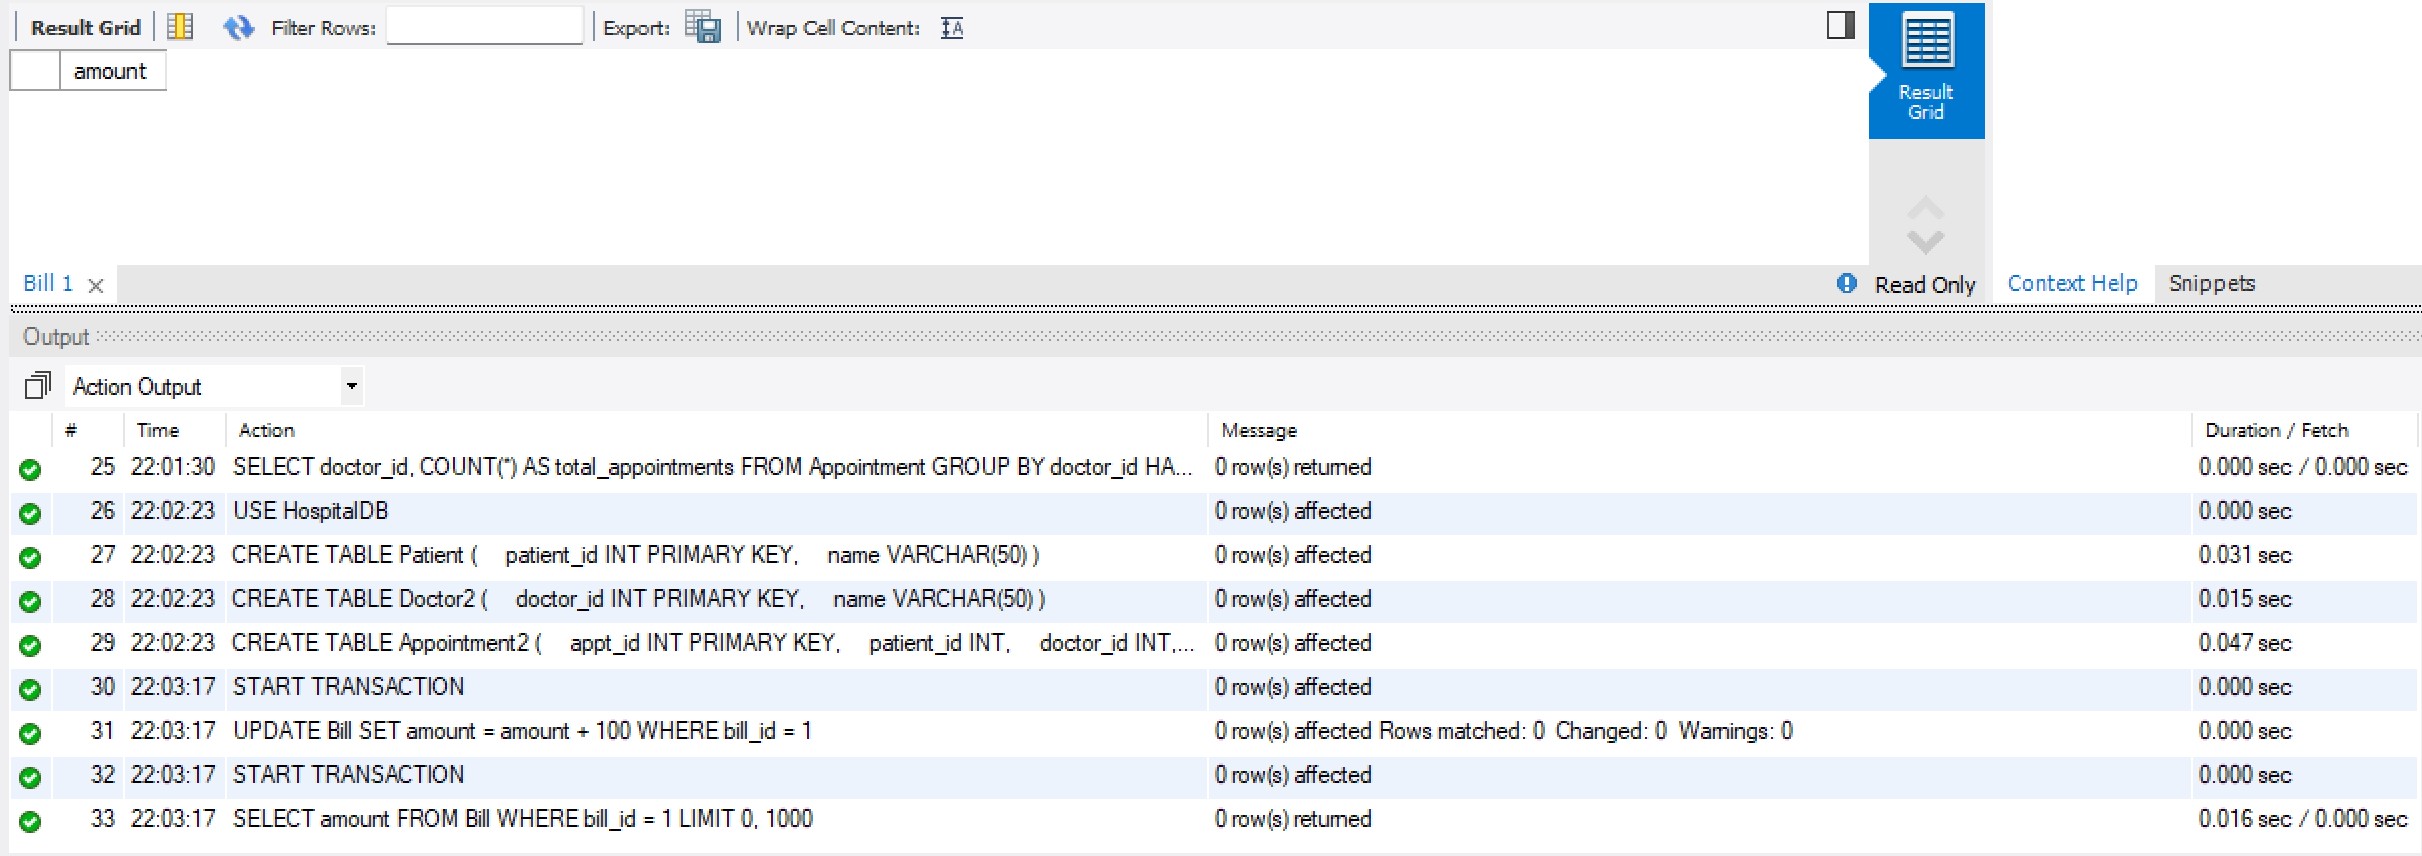 Result Grid Filter Rows: Export: Wrap Cell Content:
amount
Result
Grid
Bill 1 Read Only Context Help Snippets
Output
Action Output
# Time Action Message Duration / Fetch
25 22:01:30 SELECT doctor_id, COUNT(*) AS total_appointments FROM Appointment GROUP BY doctor_id HA... 0 row(s) returned 0.000 sec / 0.000 sec
26 22:02:23 USE HospitalDB 0 row(s) affected 0.000 sec
27 22:02:23 CREATE TABLE Patient ( patient_id INT PRIMARY KEY, name VARCHAR(50) ) 0 row(s) affected 0.031 sec
28 22:02:23 CREATE TABLE Doctor2 ( doctor_id INT PRIMARY KEY, name VARCHAR(50) ) 0 row(s) affected 0.015 sec
29 22:02:23 CREATE TABLE Appointment2 ( appt_id INT PRIMARY KEY, patient_id INT, doctor_id INT,... 0 row(s) affected 0.047 sec
30 22:03:17 START TRANSACTION 0 row(s) affected 0.000 sec
31 22:03:17 UPDATE Bill SET amount = amount + 100 WHERE bill_id = 1 0 row(s) affected Rows matched: 0 Changed: 0 Warnings: 0 0.000 sec
32 22:03:17 START TRANSACTION 0 row(s) affected 0.000 sec
33 22:03:17 SELECT amount FROM Bill WHERE bill_id = 1 LIMIT 0, 1000 0 row(s) returned 0.016 sec / 0.000 sec